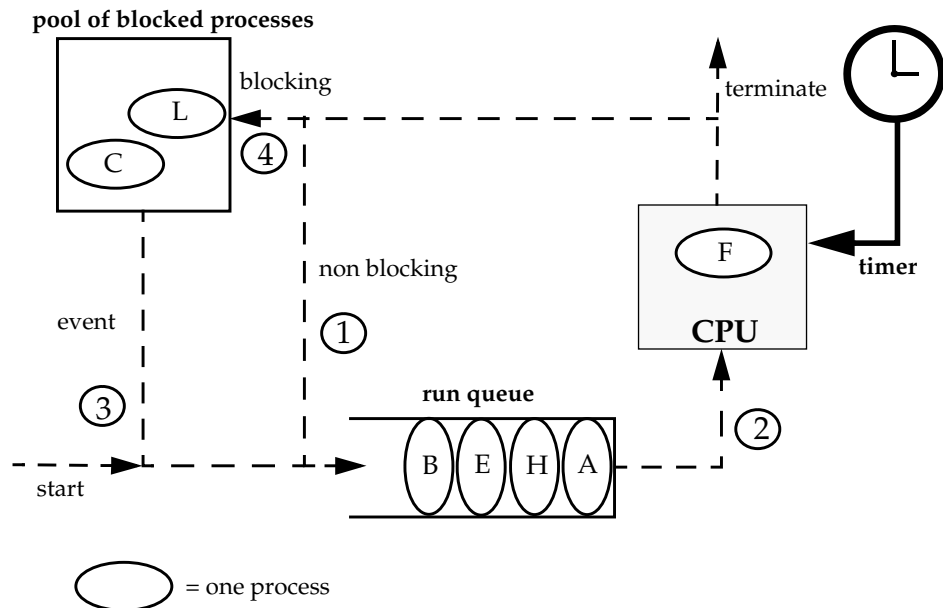 pool of blocked processes
blocking
L
terminate
C
4
F
non blocking
timer
event
1
CPU
3
run queue
2
B E H A
start
= one process